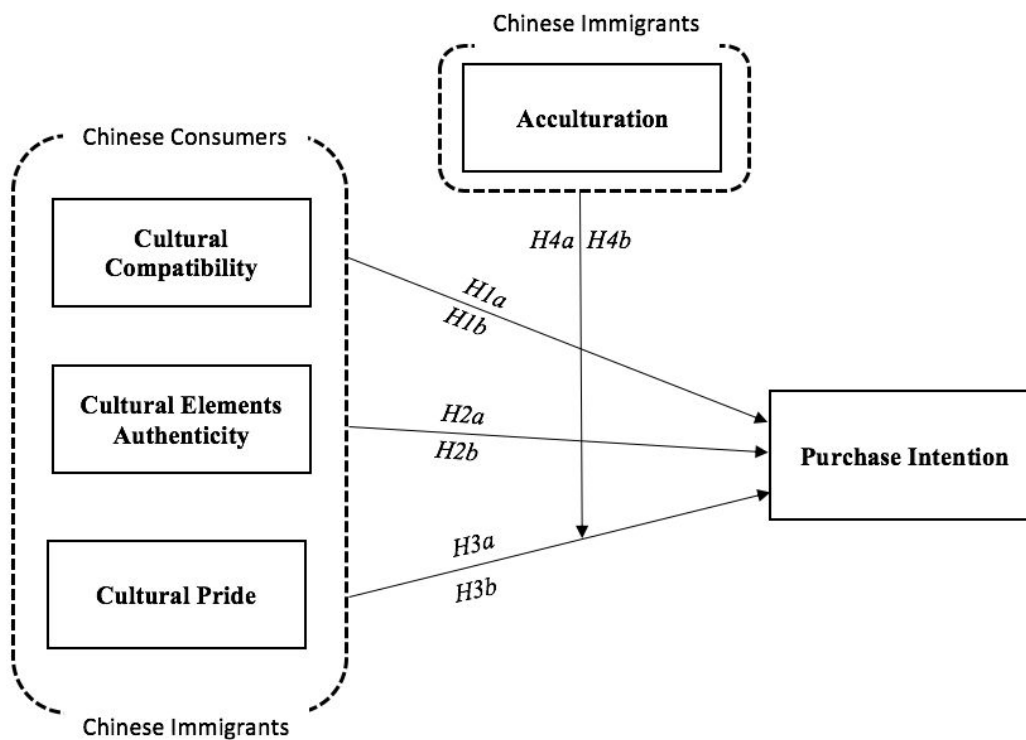 Chinese Immigrants
Acculturation
Chinese Consumers
Cultural
Compatibility
H4a H4b
H1a
H1b
Cultural Elements
Authenticity
H2a
H2b
Purchase Intention
Cultural Pride
H3a
H3b
Chinese Immigrants